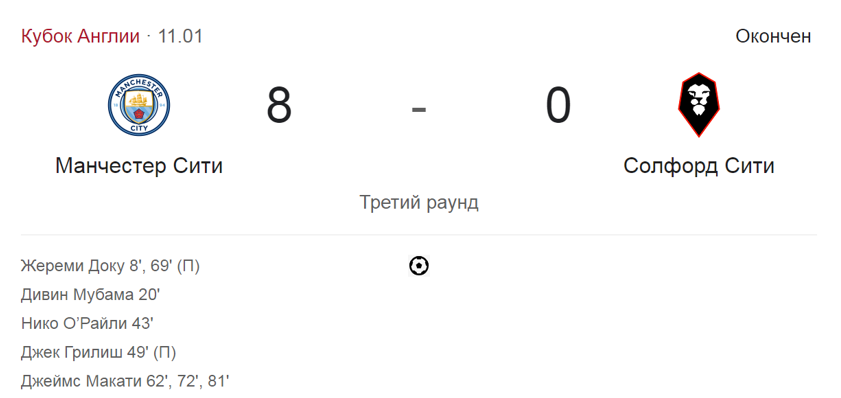 Кубок Англии · 11.01
Окончен
MANCHESTER
CITY
8 - 0
Манчестер Сити
Солфорд Сити
Третий раунд
Жереми Доку 8', 69' (П)
Дивин Мубама 20'
Нико О’Райли 43'
Джек Грилиш 49' (П)
Джеймс Макати 62', 72', 81'